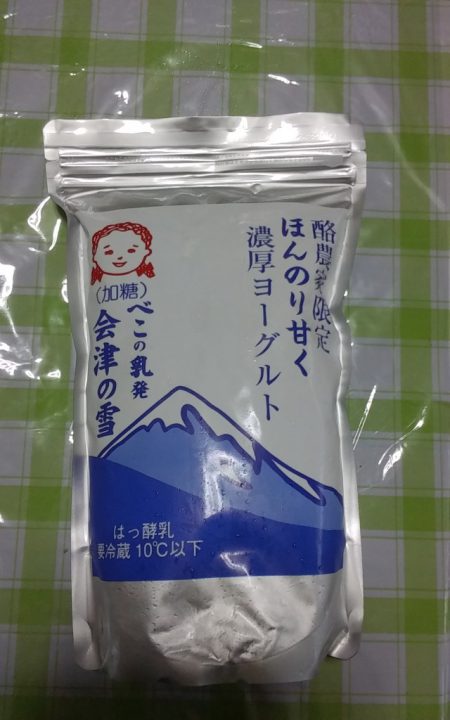 酪農家限定
ほんのり甘く
濃厚ヨーグルト
(加糖)べこの乳発
会津の雪
はっ酵乳
要冷蔵10℃以下